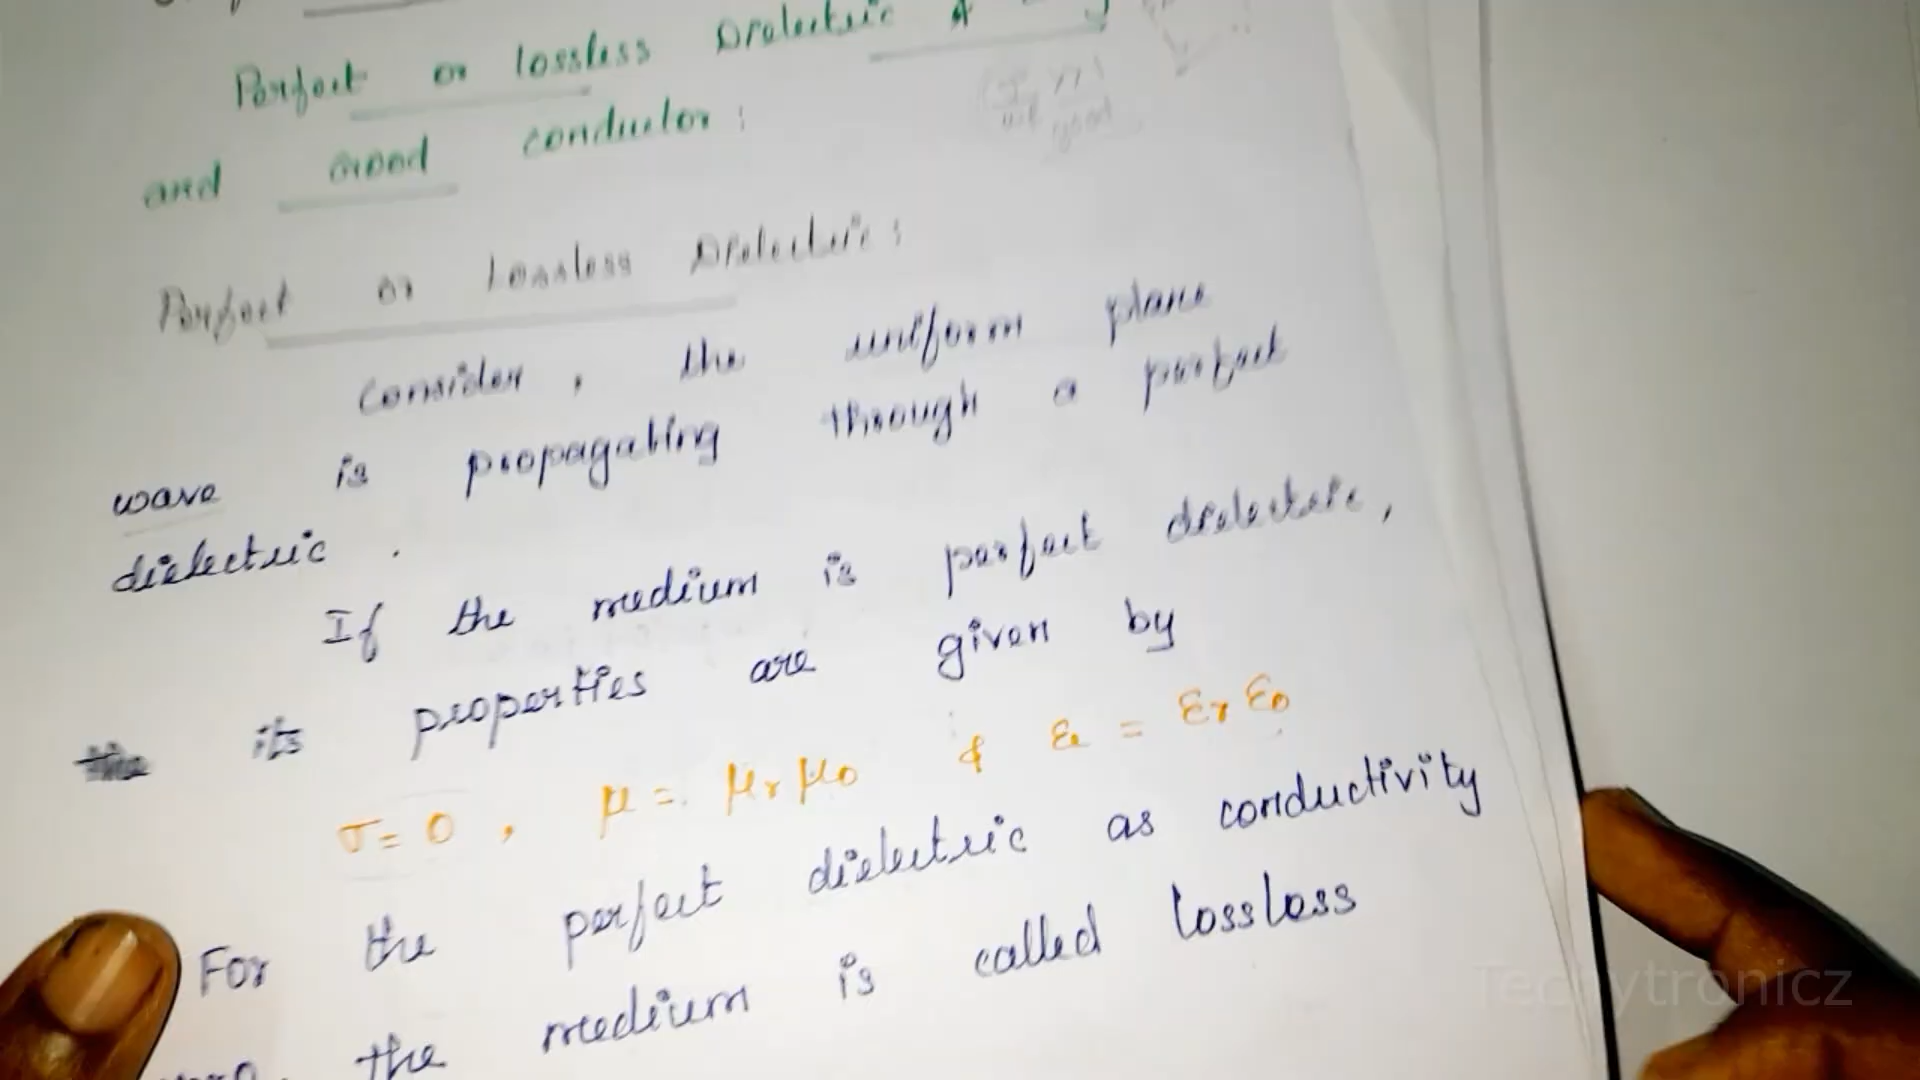 Perfect or lossless Dielectric &
and Good conductor:
Perfect or Lossless Dielectric:
Consider, the uniform plane
wave is propagating through a perfect
dielectric.
If the medium is perfect dielectric,
its properties are given by
σ = 0, μ = μr μ0 & ε = εr ε0
For the perfect dielectric as conductivity
the medium is called lossless
Techytronicz